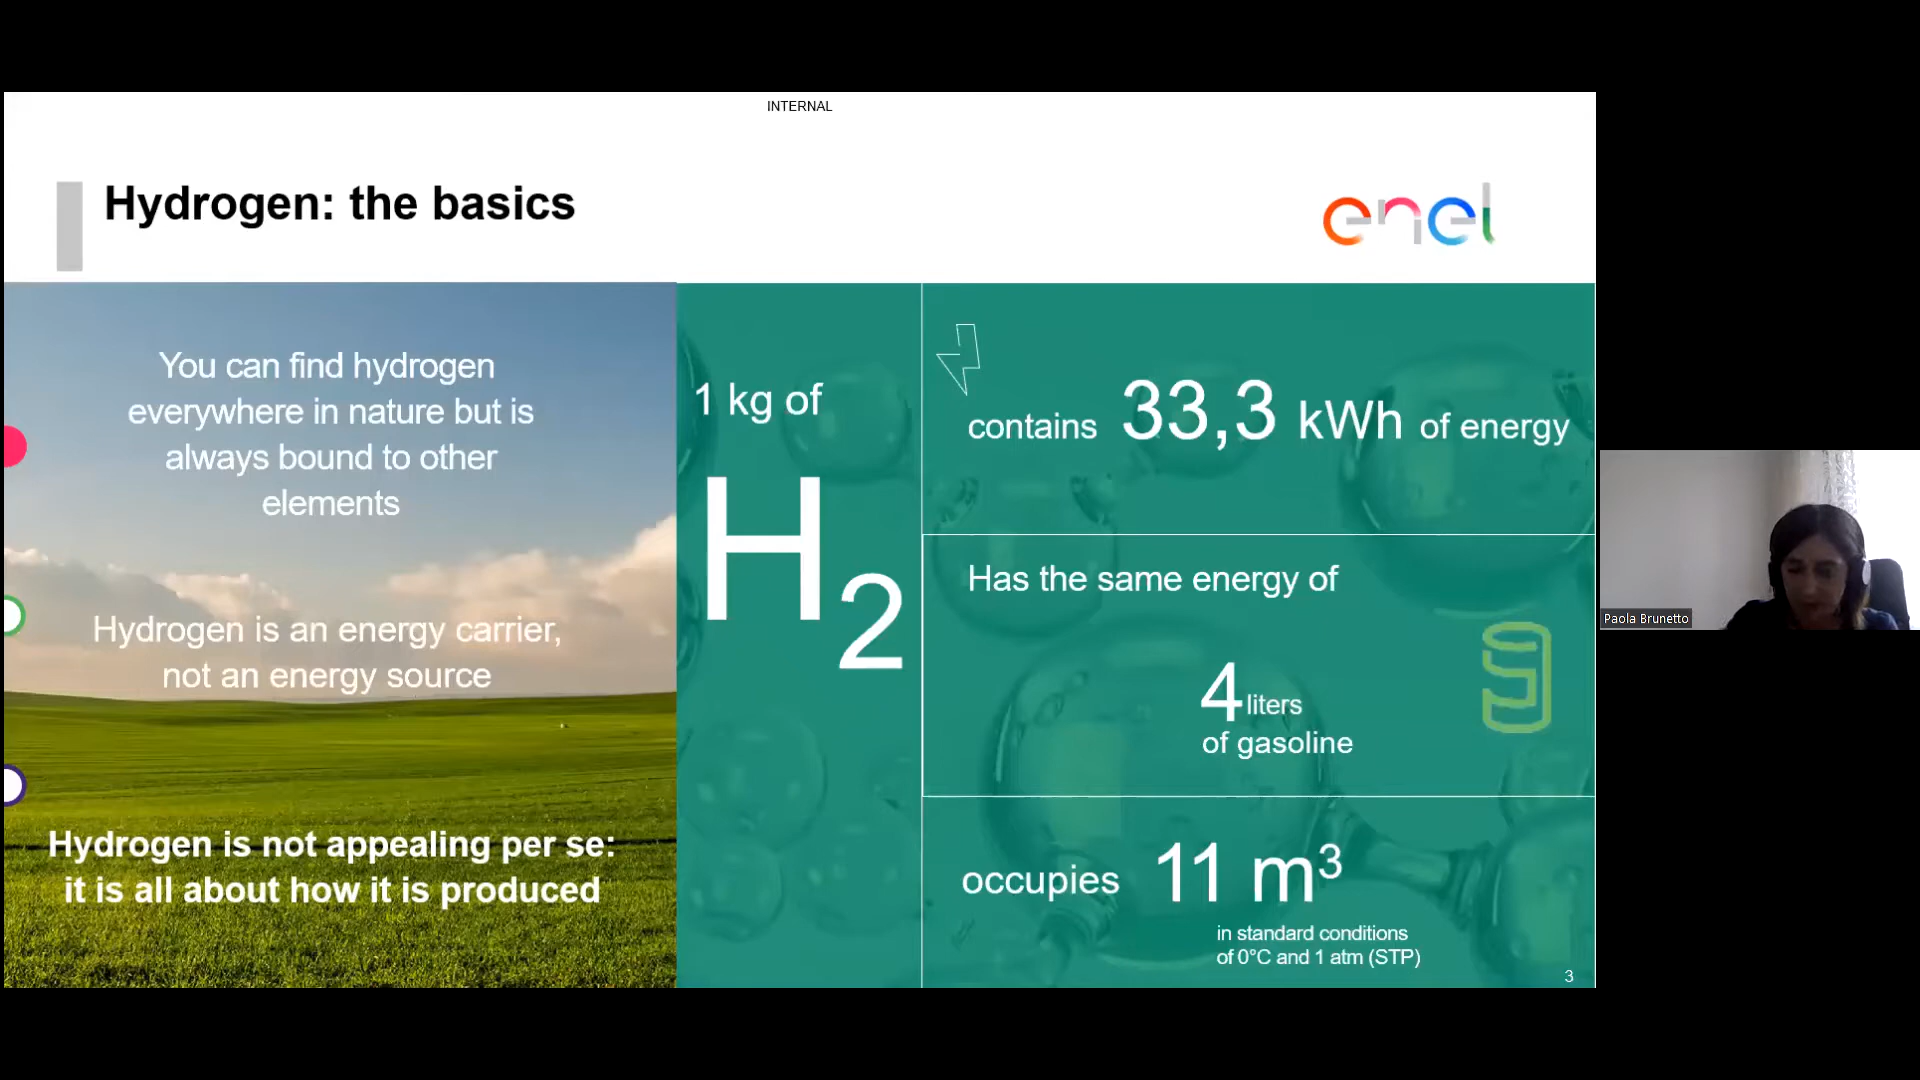 INTERNAL
Hydrogen: the basics
enel
You can find hydrogen
everywhere in nature but is
always bound to other
elements
Hydrogen is an energy carrier,
not an energy source
Hydrogen is not appealing per se:
it is all about how it is produced
1 kg of
H2
contains 33,3 kWh of energy
Has the same energy of
4 liters
of gasoline
occupies 11 m³
in standard conditions
of 0°C and 1 atm (STP)
3
Paola Brunetto